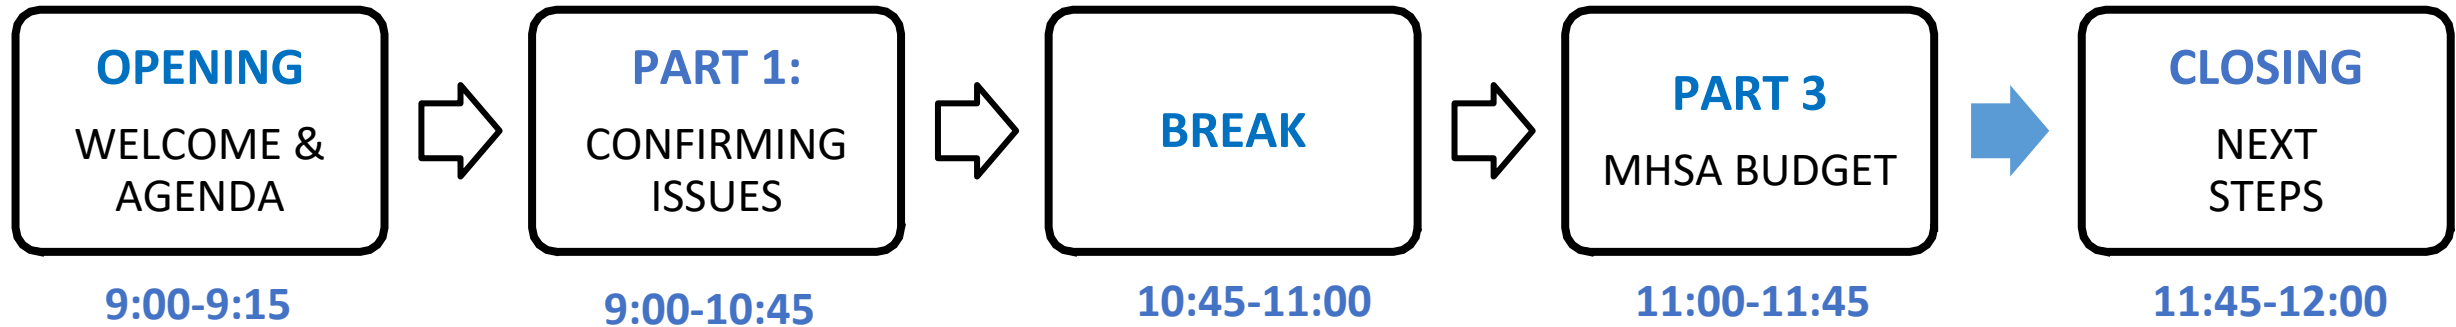 OPENING
WELCOME &
AGENDA
9:00-9:15
PART 1:
CONFIRMING
ISSUES
9:00-10:45
BREAK
10:45-11:00
PART 3
MHSA BUDGET
11:00-11:45
CLOSING
NEXT
STEPS
11:45-12:00